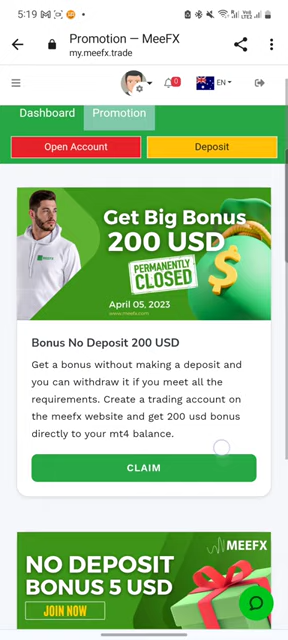 5:19
Promotion — MeeFX
my.meefx.trade
0
EN
Dashboard Promotion
Open Account Deposit
Get Big Bonus
200 USD
PERMANENTLY
CLOSED
April 05, 2023
www.meefx.com
Bonus No Deposit 200 USD
Get a bonus without making a deposit and
you can withdraw it if you meet all the
requirements. Create a trading account on
the meefx website and get 200 usd bonus
directly to your mt4 balance.
CLAIM
MEEFX
NO DEPOSIT
BONUS 5 USD
JOIN NOW